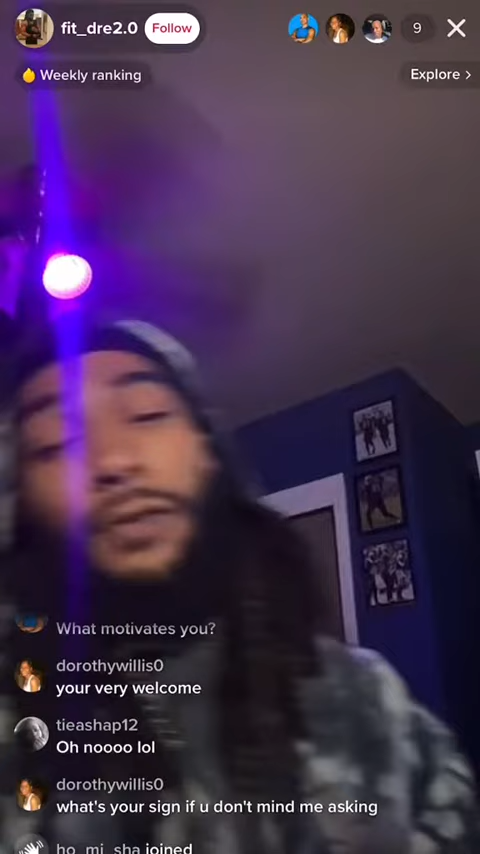 fit_dre2.0
Follow
9
Weekly ranking
Explore >
What motivates you?
dorothywillis0
your very welcome
tieashap12
Oh noooo lol
dorothywillis0
what's your sign if u don't mind me asking
ho_mi_sha joined